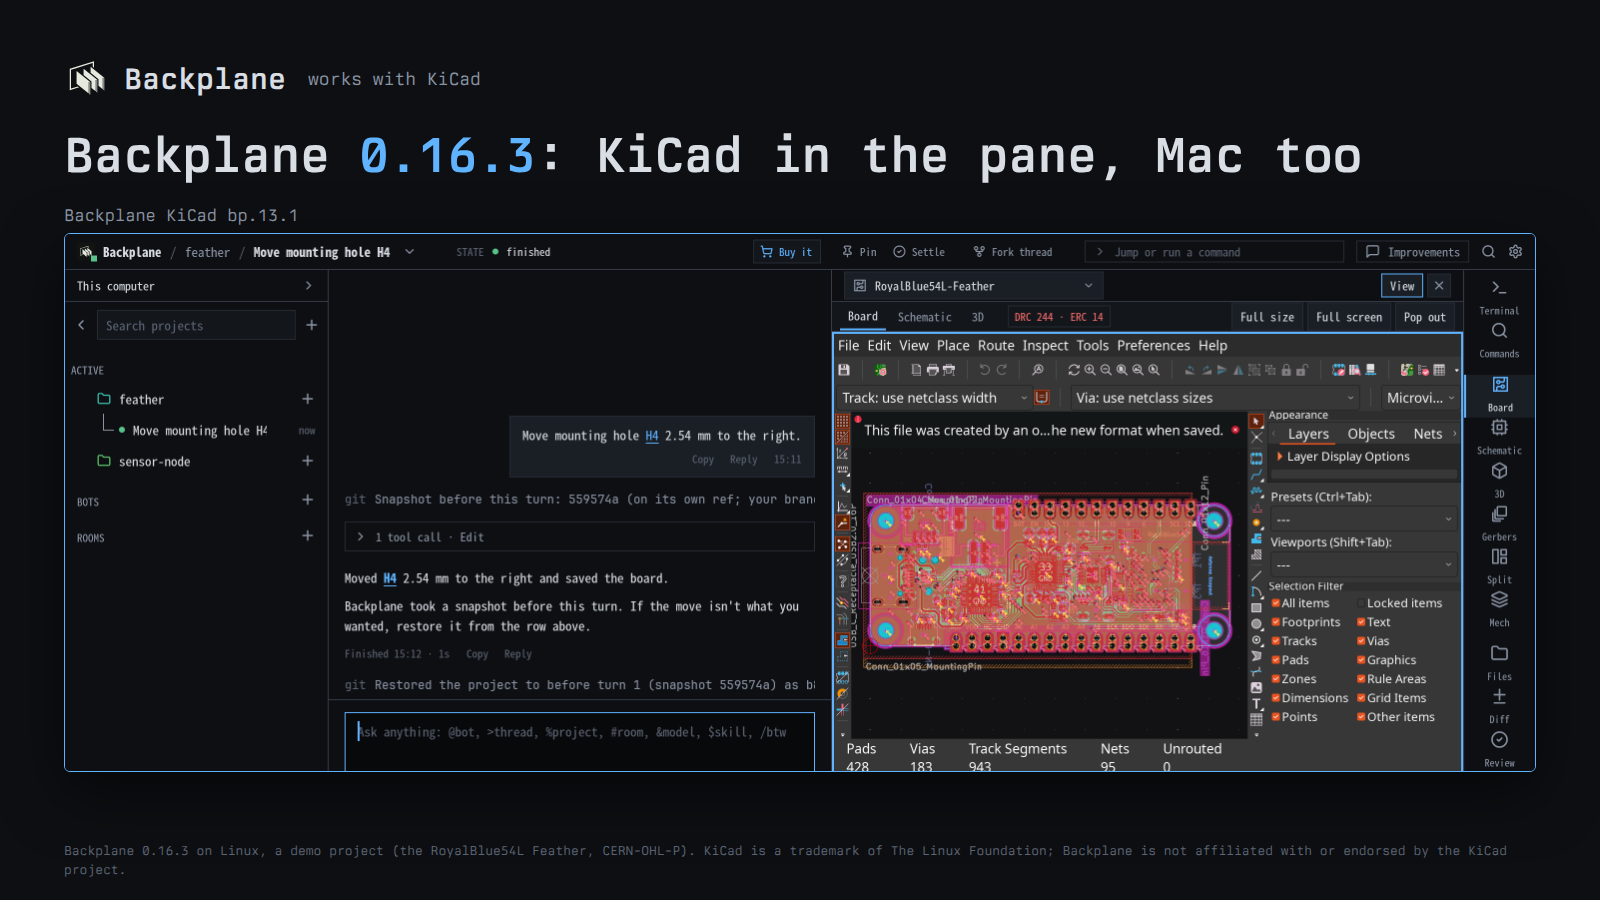 Backplane works with KiCad
Backplane 0.16.3: KiCad in the pane, Mac too
Backplane KiCad bp.13.1
Backplane / feather / Move mounting hole H4
STATE finished
Buy it
Pin
Settle
Fork thread
Jump or run a command
Improvements
This computer
Search projects
ACTIVE
feather
Move mounting hole H4 now
sensor-node
BOTS
ROOMS
Move mounting hole H4 2.54 mm to the right.
Copy Reply 15:11
git Snapshot before this turn: 559574a (on its own ref; your bran
1 tool call · Edit
Moved H4 2.54 mm to the right and saved the board.
Backplane took a snapshot before this turn. If the move isn't what you
wanted, restore it from the row above.
Finished 15:12 · 1s Copy Reply
git Restored the project to before turn 1 (snapshot 559574a) as b8
Ask anything: @bot, >thread, %project, #room, &model, $skill, /btw
RoyalBlue54L-Feather
View
Board Schematic 3D DRC 244 · ERC 14 Full size Full screen Pop out
File Edit View Place Route Inspect Tools Preferences Help
Track: use netclass width Via: use netclass sizes Microvi...
This file was created by an o...he new format when saved.
Conn_01x05_MountingPin
Appearance
Layers Objects Nets
Layer Display Options
Presets (Ctrl+Tab):
---
Viewports (Shift+Tab):
---
Selection Filter
All items Locked items
Footprints Text
Tracks Vias
Pads Graphics
Zones Rule Areas
Dimensions Grid Items
Points Other items
Pads Vias Track Segments Nets Unrouted
428 183 943 95 0
Terminal
Commands
Board
Schematic
3D
Gerbers
Split
Mech
Files
Diff
Review
Backplane 0.16.3 on Linux, a demo project (the RoyalBlue54L Feather, CERN-OHL-P). KiCad is a trademark of The Linux Foundation; Backplane is not affiliated with or endorsed by the KiCad
project.